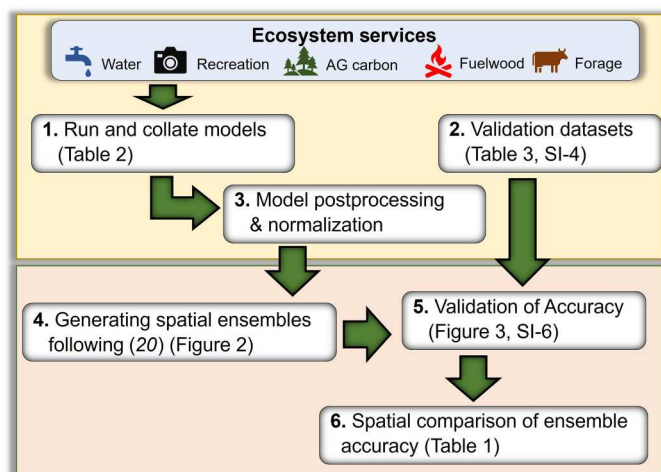 Ecosystem services
Water Recreation AG carbon Fuelwood Forage
1. Run and collate models
(Table 2)
2. Validation datasets
(Table 3, SI-4)
3. Model postprocessing
& normalization
4. Generating spatial ensembles
following (20) (Figure 2)
5. Validation of Accuracy
(Figure 3, SI-6)
6. Spatial comparison of ensemble
accuracy (Table 1)